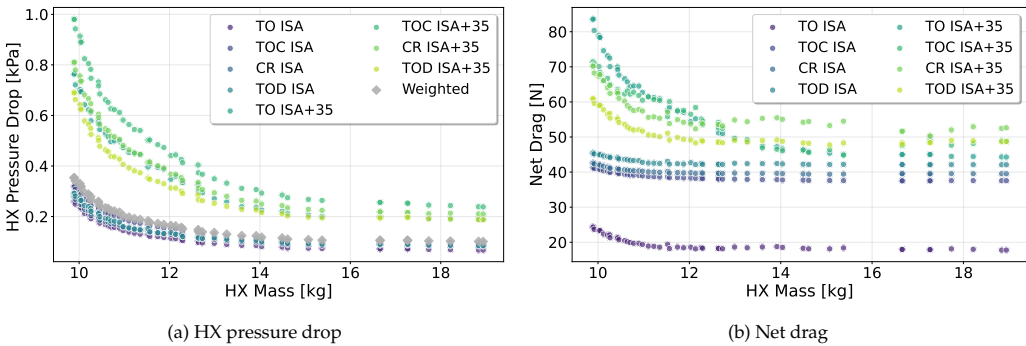 1.0
0.8
0.6
0.4
0.2
HX Pressure Drop [kPa]
TO ISA
TOC ISA
CR ISA
TOD ISA
TO ISA+35
TOC ISA+35
CR ISA+35
TOD ISA+35
Weighted
10 12 14 16 18
HX Mass [kg]
(a) HX pressure drop
80
70
60
50
40
30
20
Net Drag [N]
TO ISA
TOC ISA
CR ISA
TOD ISA
TO ISA+35
TOC ISA+35
CR ISA+35
TOD ISA+35
10 12 14 16 18
HX Mass [kg]
(b) Net drag